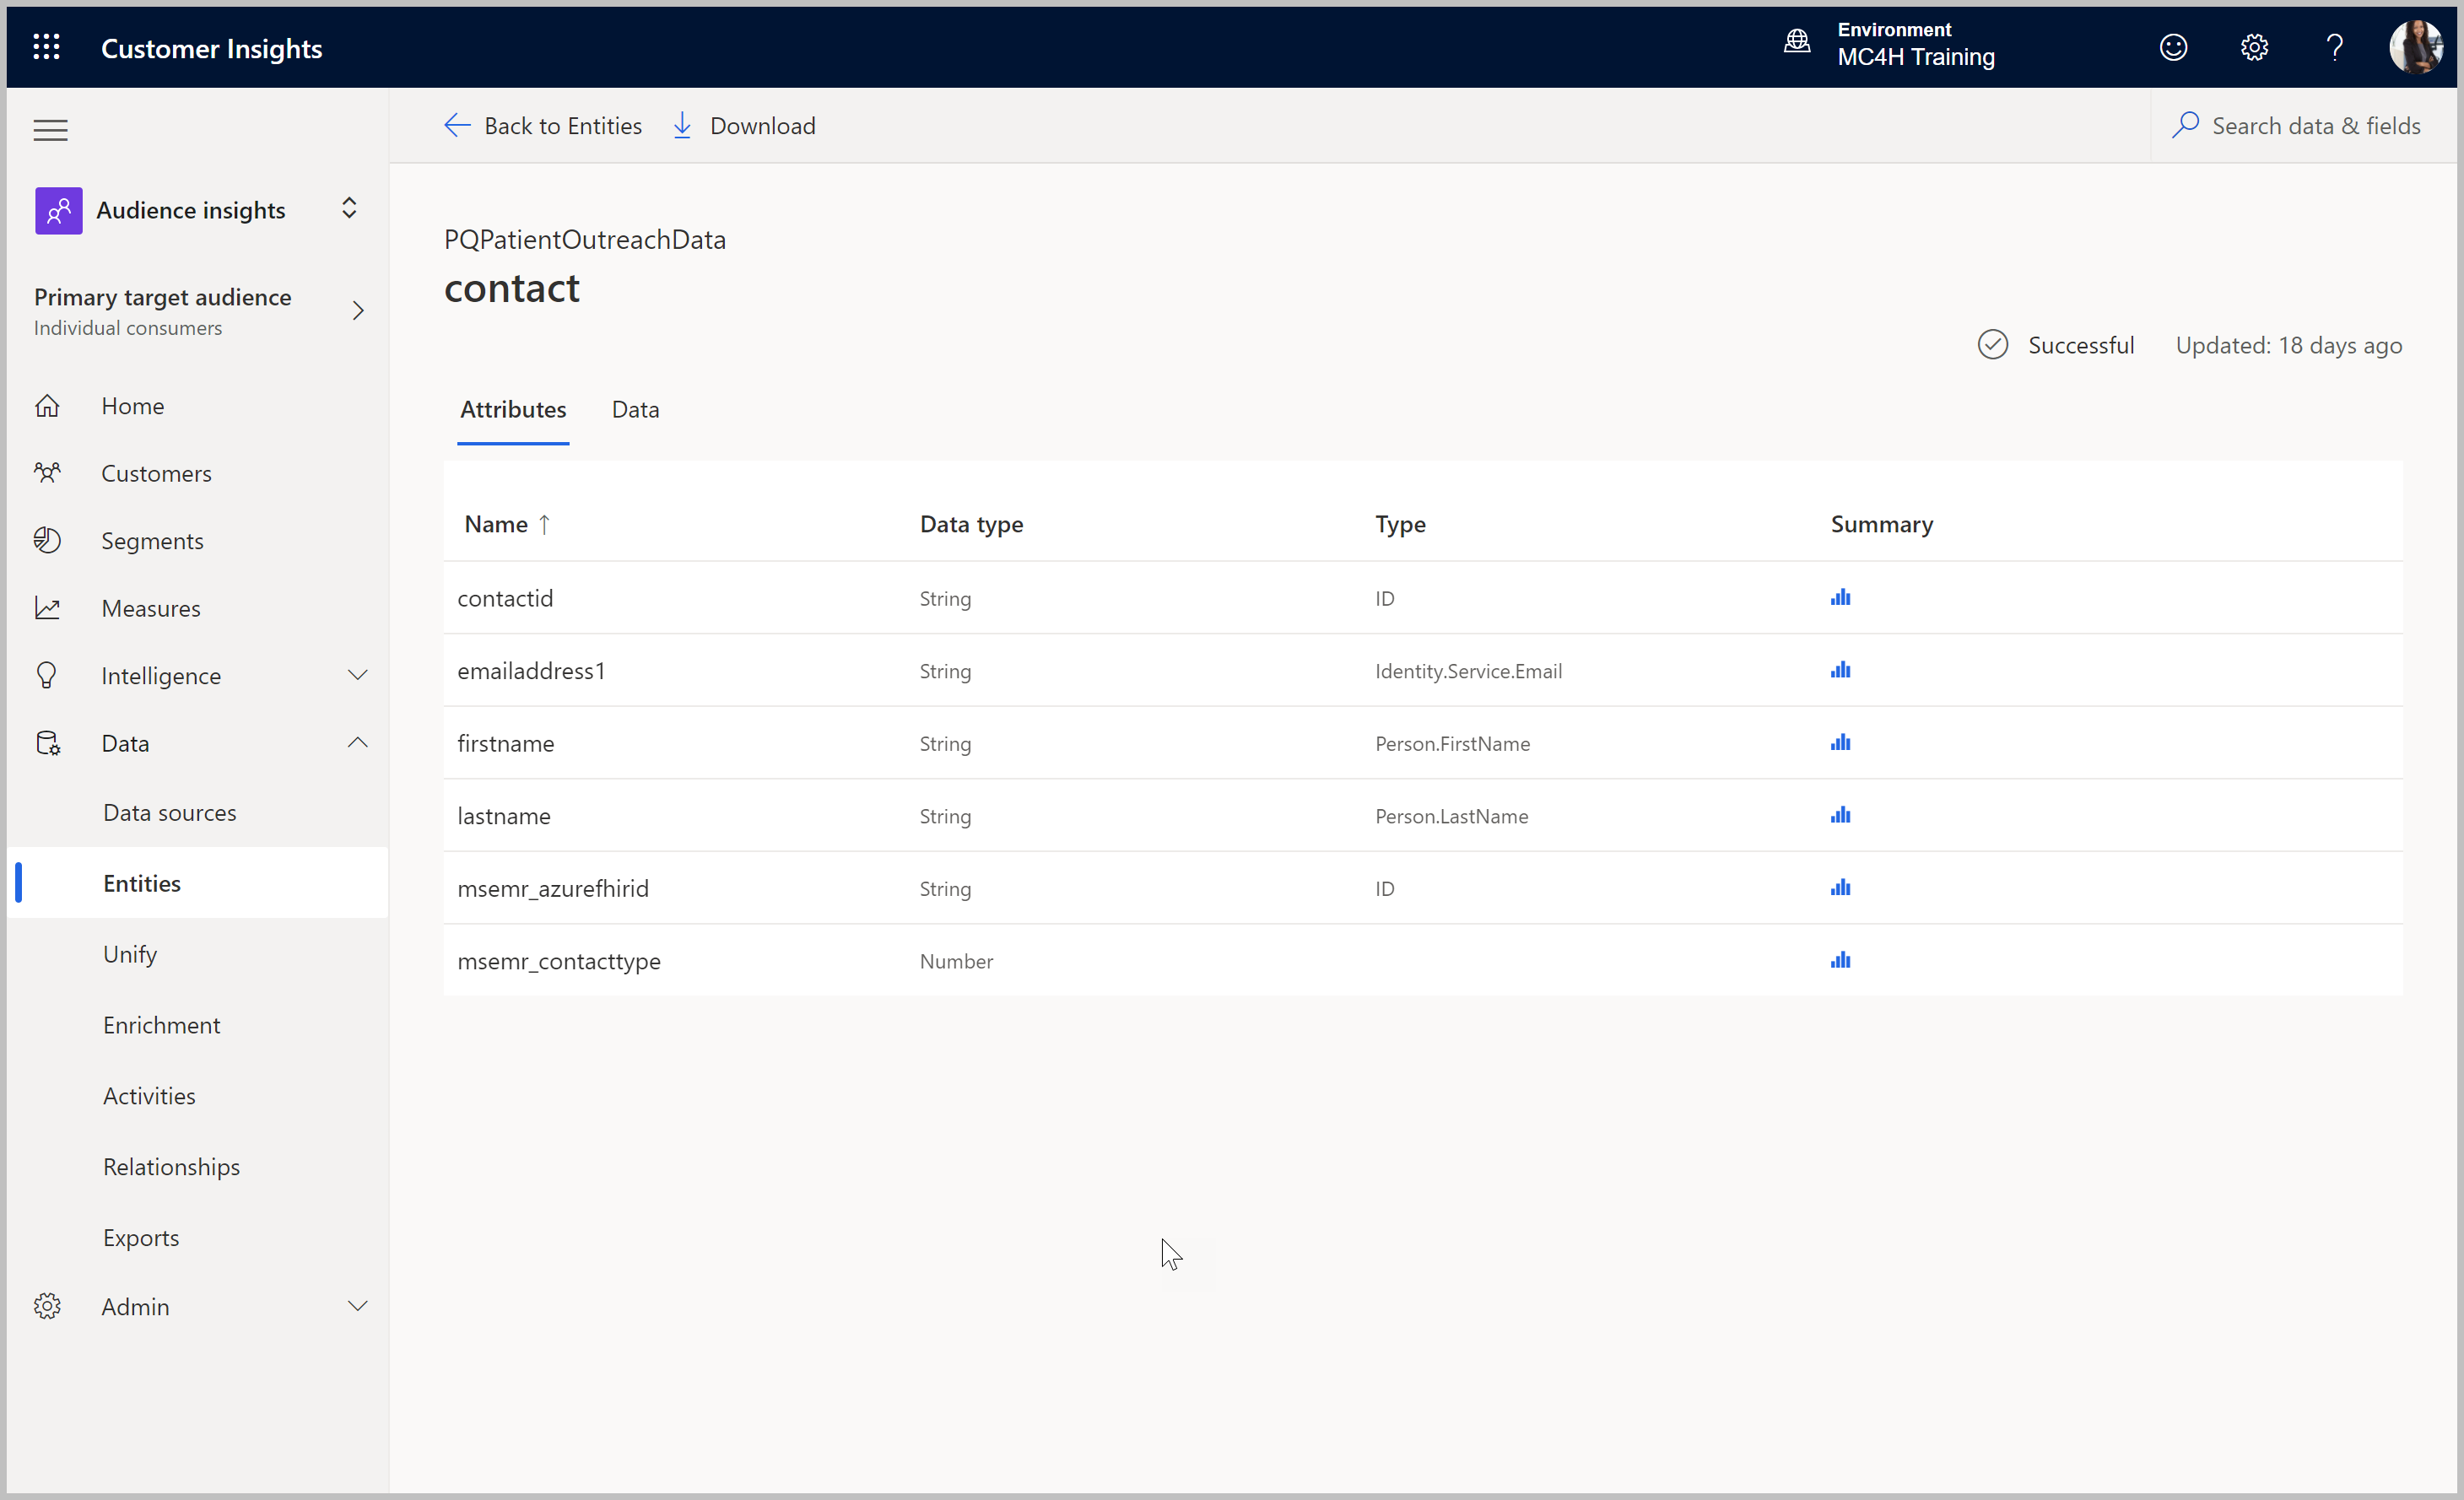 Customer Insights
Environment
MC4H Training
Back to Entities
Download
Search data & fields
Audience insights
Primary target audience
Individual consumers
Home
Customers
Segments
Measures
Intelligence
Data
Data sources
Entities
Unify
Enrichment
Activities
Relationships
Exports
Admin
PQPatientOutreachData
contact
Successful Updated: 18 days ago
Attributes Data
Name ↑ Data type Type Summary
contactid String ID
emailaddress1 String Identity.Service.Email
firstname String Person.FirstName
lastname String Person.LastName
msemr_azurefhirid String ID
msemr_contacttype Number